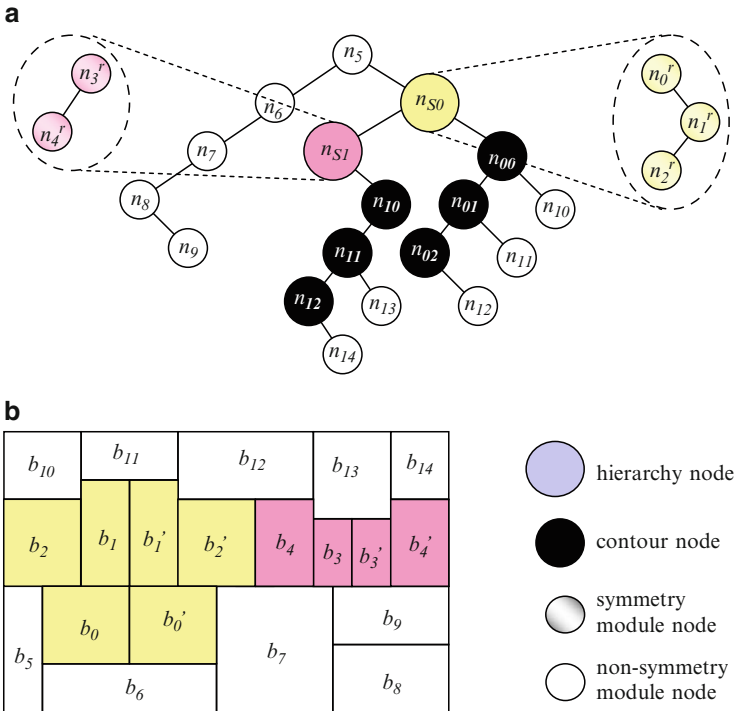 a
n5
n3r
n0r
n6
nS0
n4r
n1r
n7
nS1
n00
n2r
n8
n10
n01
n10
n9
n11
n02
n11
n12
n13
n12
n14
b
b10
b11
b12
b13
b14
hierarchy node
b2
b1
b1’
b2’
b4
b3
b3’
b4’
contour node
b0
b0’
b9
symmetry
module node
b5
b7
b6
b8
non-symmetry
module node